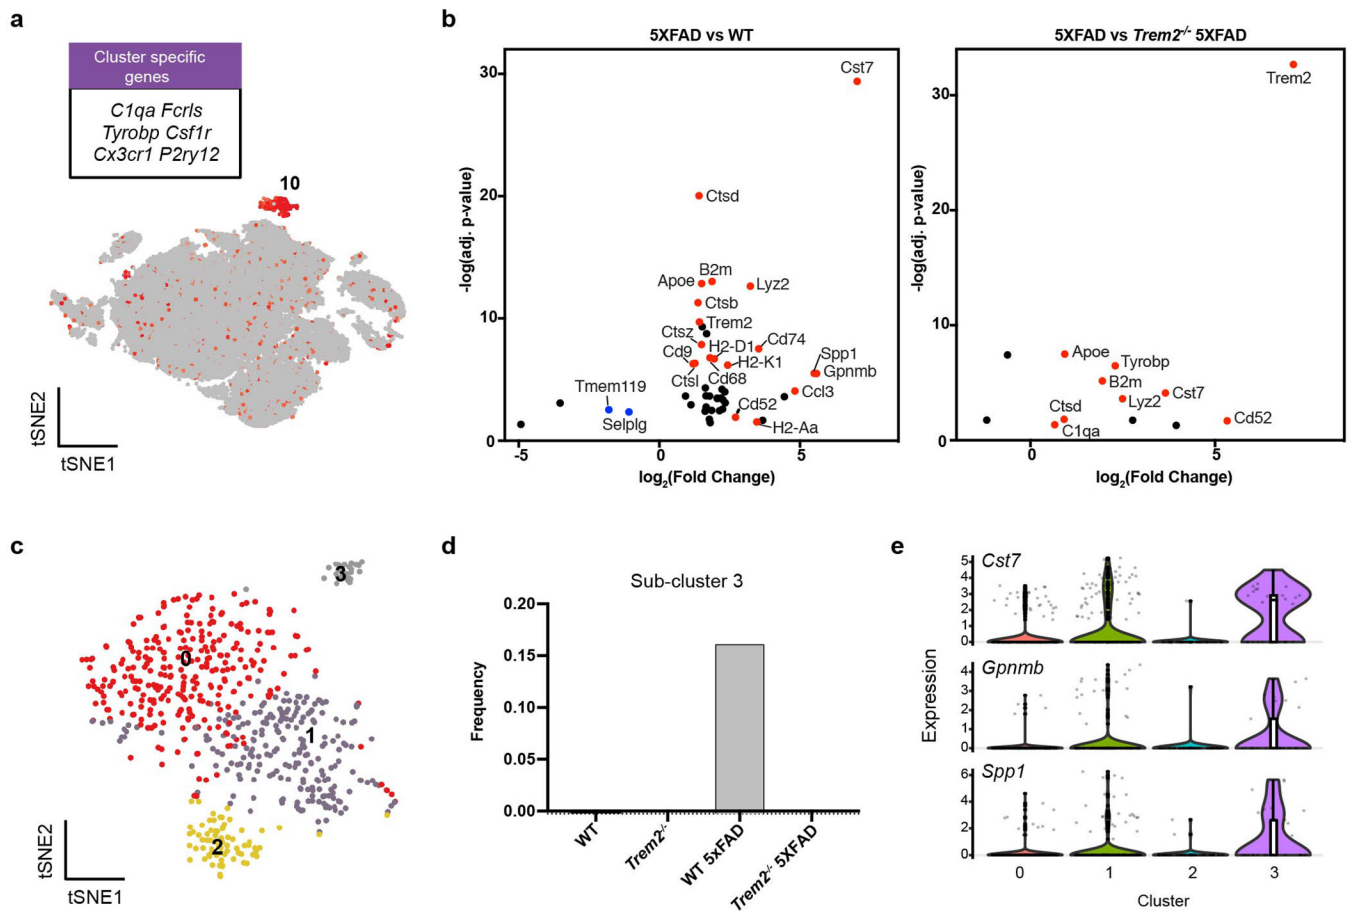 a
Cluster specific
genes
C1qa Fcrls
Tyrobp Csf1r
Cx3cr1 P2ry12
10
tSNE2
tSNE1
b
5XFAD vs WT
30
20
10
0
-log(adj. p-value)
Cst7
Ctsd
B2m
Apoe
Lyz2
Ctsb
Trem2
Ctsz
H2-D1
Cd74
Cd9
H2-K1
Spp1
Gpnmb
Ctsl
Cd68
Ccl3
Tmem119
Selplg
Cd52
H2-Aa
-5
0
5
log2(Fold Change)
5XFAD vs Trem2-/- 5XFAD
30
20
10
0
-log(adj. p-value)
Trem2
Apoe
Tyrobp
B2m
Lyz2
Cst7
Ctsd
C1qa
Cd52
0
5
log2(Fold Change)
c
3
0
1
2
tSNE2
tSNE1
d
Sub-cluster 3
0.20
0.15
0.10
0.05
0.00
Frequency
WT
Trem2-/-
WT 5xFAD
Trem2-/- 5XFAD
e
Expression
Cst7
5
4
3
2
1
0
Gpnmb
4
3
2
1
0
Spp1
6
4
2
0
0
1
2
3
Cluster